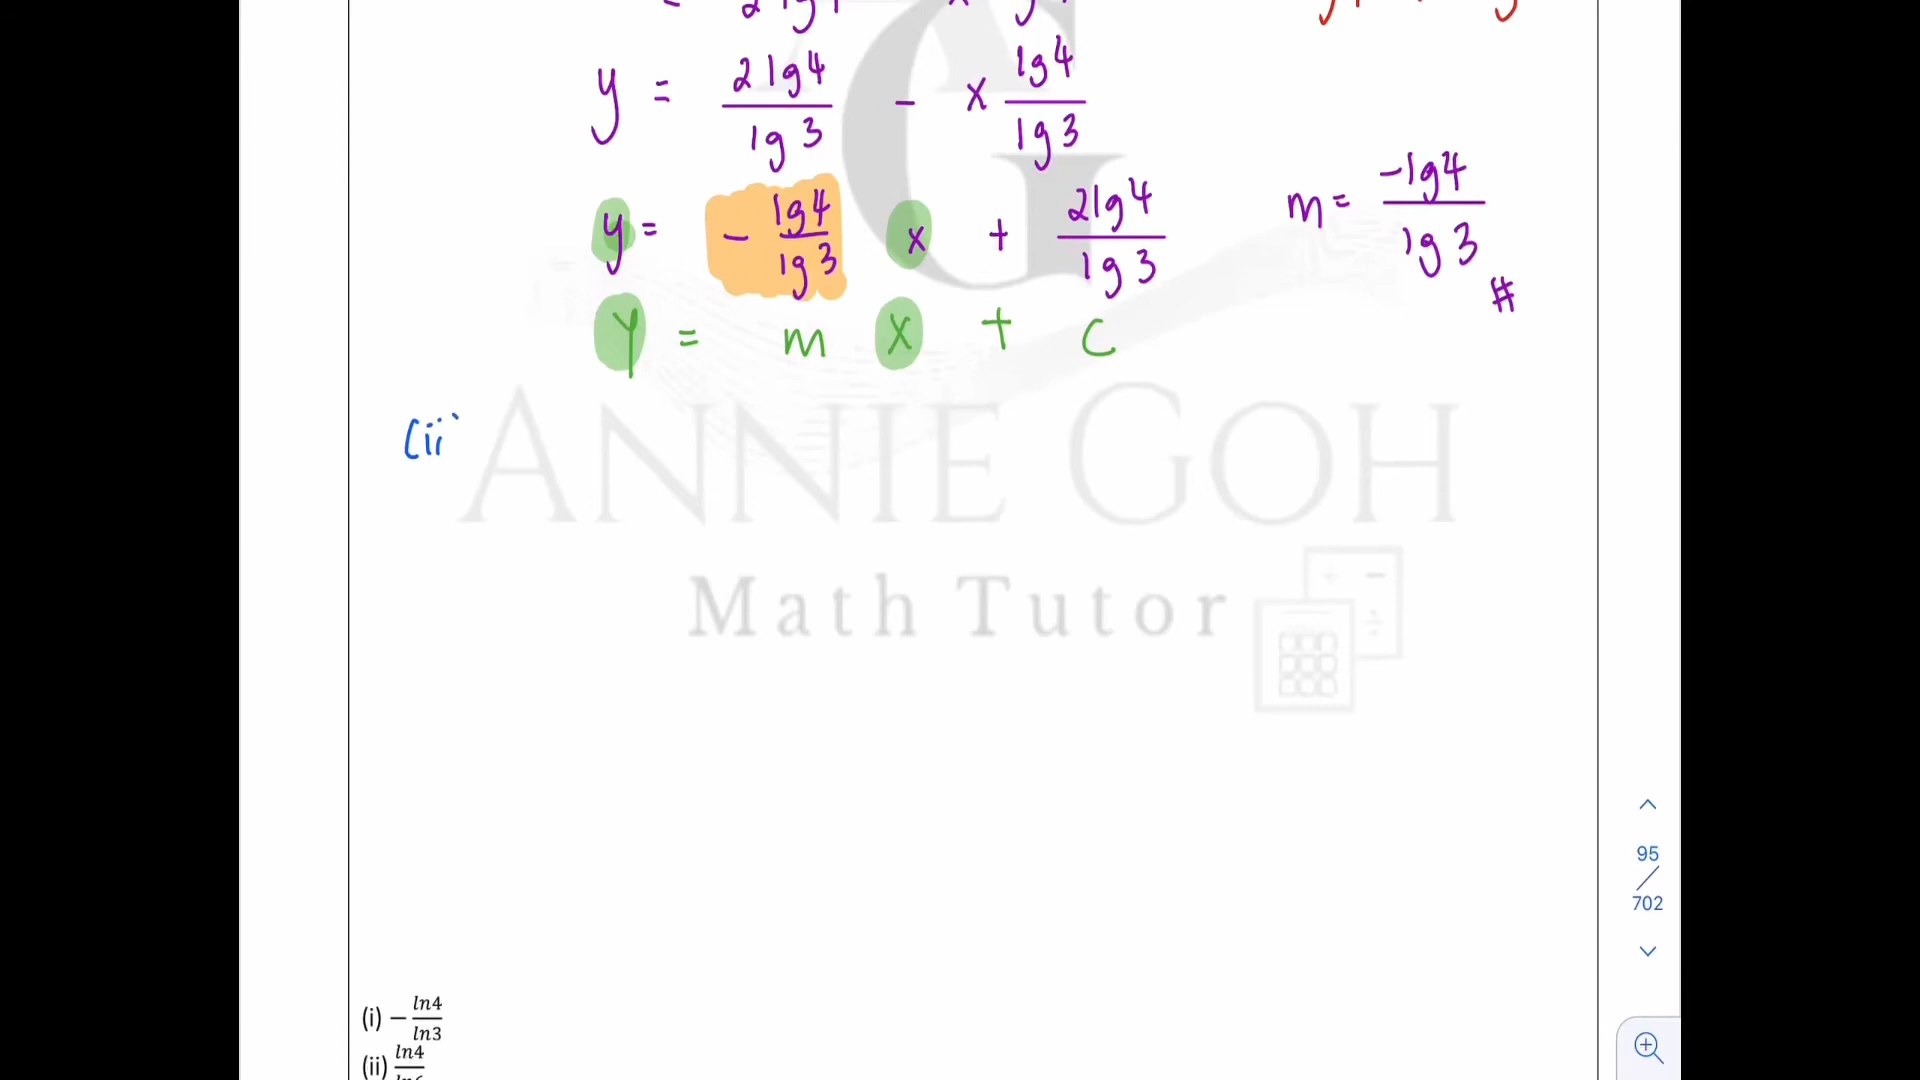 y = 2lg4/lg3 - x lg4/lg3
y = - lg4/lg3 x + 2lg4/lg3
m = -lg4/lg3 #
Y = m X + C
(ii
ANNIE GOH
Math Tutor
95
/
702
(i) − ln4/ln3
(ii) ln4